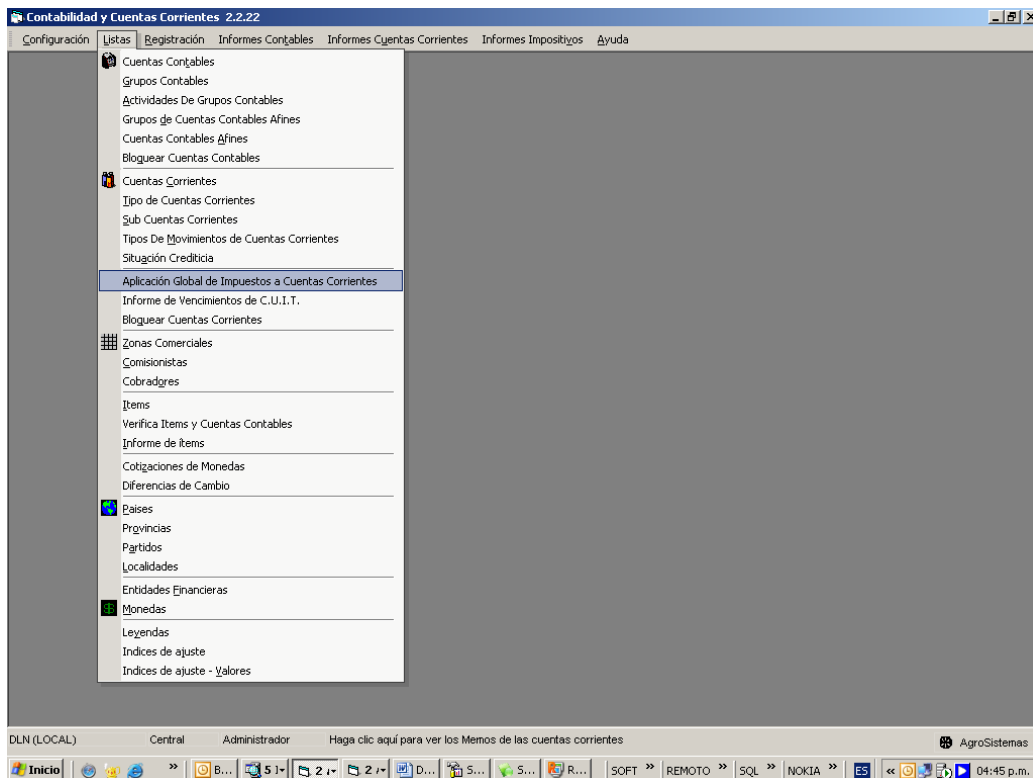 Contabilidad y Cuentas Corrientes 2.2.22
Configuración Listas Registración Informes Contables Informes Cuentas Corrientes Informes Impositivos Ayuda
Cuentas Contables
Grupos Contables
Actividades De Grupos Contables
Grupos de Cuentas Contables Afines
Cuentas Contables Afines
Bloquear Cuentas Contables
Cuentas Corrientes
Tipo de Cuentas Corrientes
Sub Cuentas Corrientes
Tipos De Movimientos de Cuentas Corrientes
Situación Crediticia
Aplicación Global de Impuestos a Cuentas Corrientes
Informe de Vencimientos de C.U.I.T.
Bloquear Cuentas Corrientes
Zonas Comerciales
Comisionistas
Cobradores
Items
Verifica Items y Cuentas Contables
Informe de ítems
Cotizaciones de Monedas
Diferencias de Cambio
Paises
Provincias
Partidos
Localidades
Entidades Financieras
Monedas
Leyendas
Indices de ajuste
Indices de ajuste - Valores
DLN (LOCAL) Central Administrador Haga clic aquí para ver los Memos de las cuentas corrientes AgroSistemas
Inicio » B... 5 2 2 D... S... S... R... SOFT » REMOTO » SQL » NOKIA » ES « 04:45 p.m.